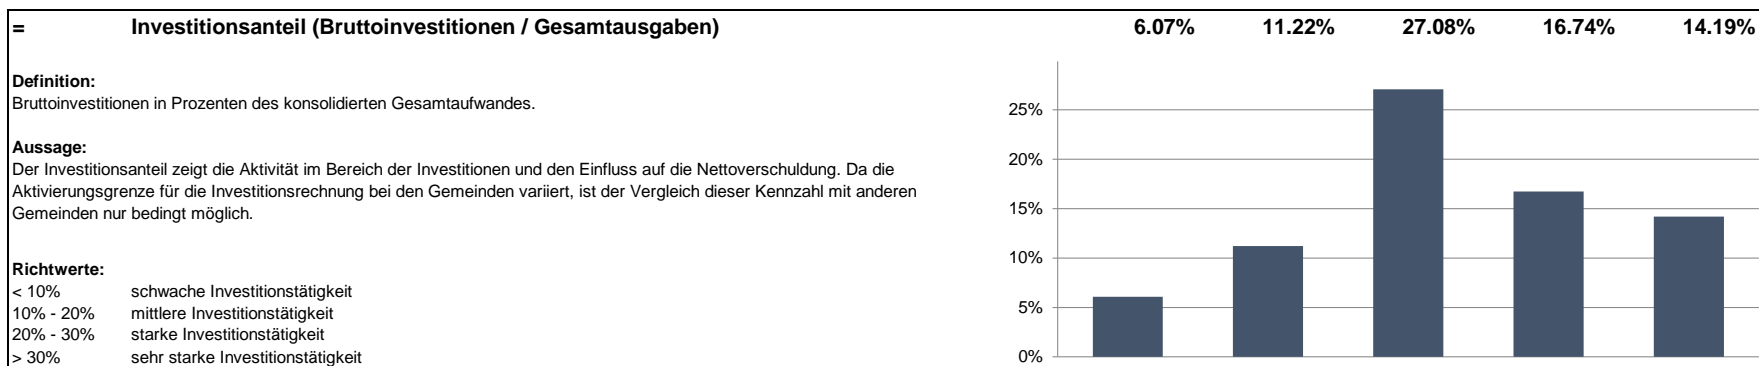 = Investitionsanteil (Bruttoinvestitionen / Gesamtausgaben) 6.07% 11.22% 27.08% 16.74% 14.19%
Definition:
Bruttoinvestitionen in Prozenten des konsolidierten Gesamtaufwandes.
Aussage:
Der Investitionsanteil zeigt die Aktivität im Bereich der Investitionen und den Einfluss auf die Nettoverschuldung. Da die
Aktivierungsgrenze für die Investitionsrechnung bei den Gemeinden variiert, ist der Vergleich dieser Kennzahl mit anderen
Gemeinden nur bedingt möglich.
Richtwerte:
< 10% schwache Investitionstätigkeit
10% - 20% mittlere Investitionstätigkeit
20% - 30% starke Investitionstätigkeit
> 30% sehr starke Investitionstätigkeit
25%
20%
15%
10%
5%
0%